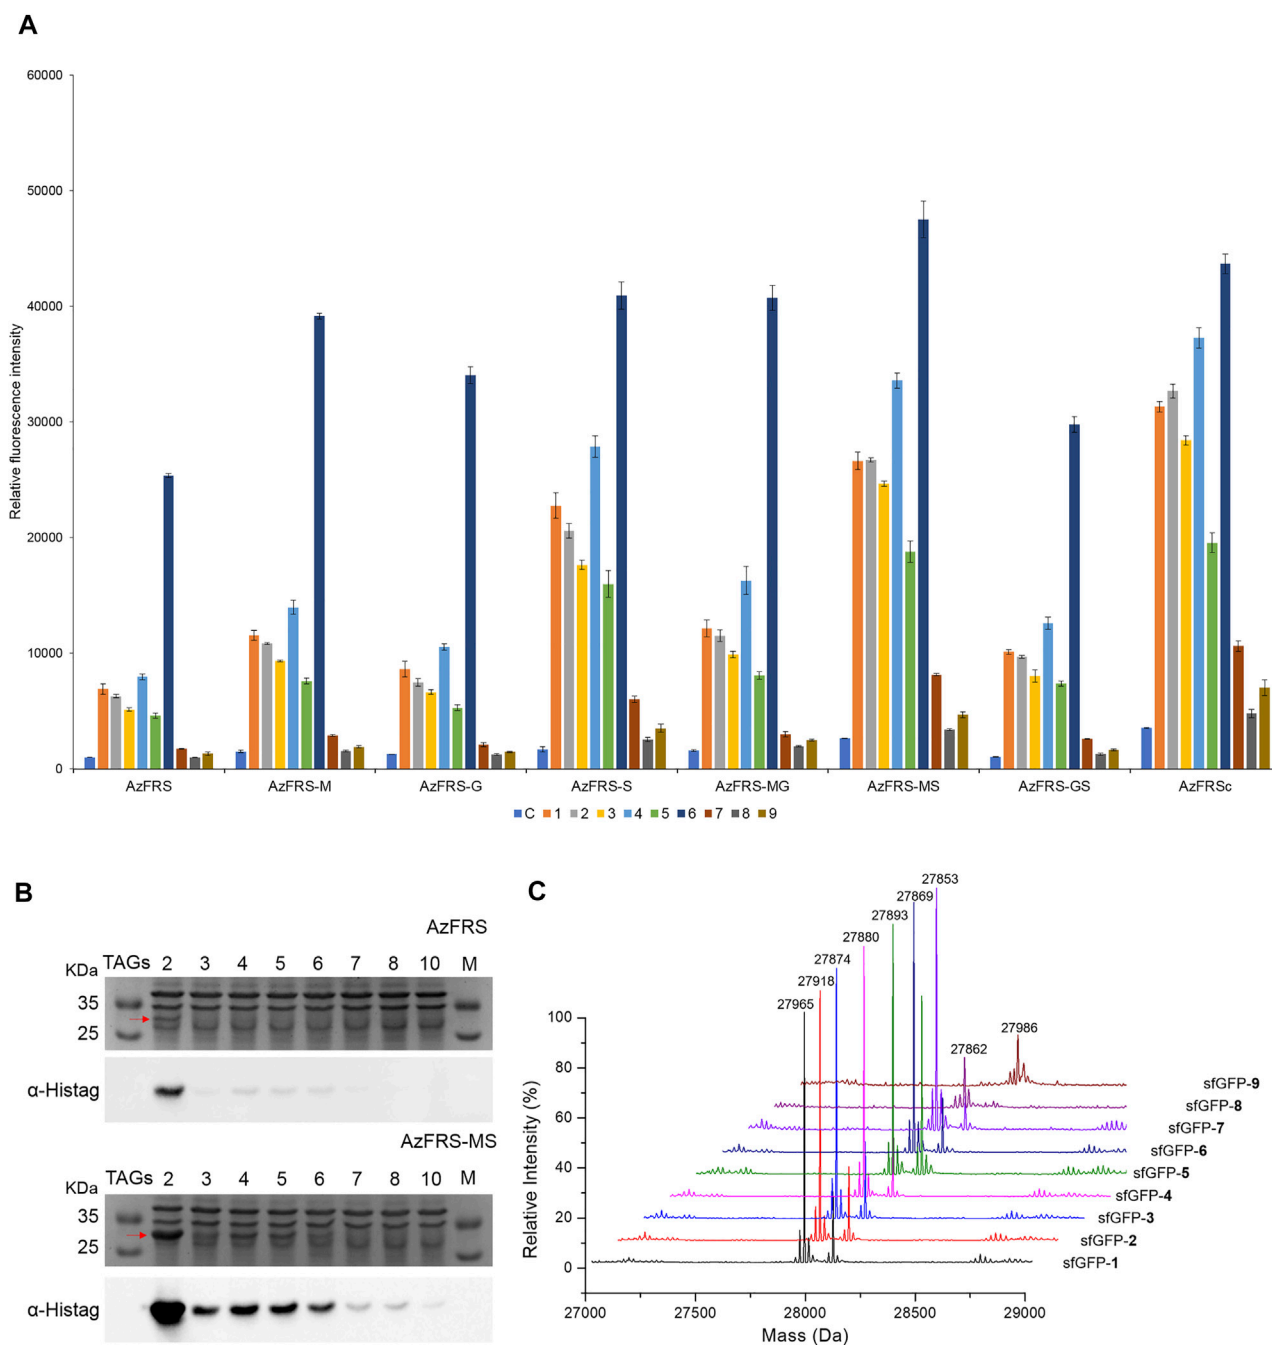 A
60000
50000
40000
30000
20000
10000
0
Relative fluorescence intensity
AzFRS AzFRS-M AzFRS-G AzFRS-S AzFRS-MG AzFRS-MS AzFRS-GS AzFRSc
C 1 2 3 4 5 6 7 8 9
B
AzFRS
KDa TAGs 2 3 4 5 6 7 8 10 M
35
25
α-Histag
AzFRS-MS
KDa TAGs 2 3 4 5 6 7 8 10 M
35
25
α-Histag
C
27853
27869
27893
27880
27874
27918
27965
27986
27862
100
80
60
40
20
0
Relative Intensity (%)
sfGFP-9
sfGFP-8
sfGFP-7
sfGFP-6
sfGFP-5
sfGFP-4
sfGFP-3
sfGFP-2
sfGFP-1
27000 27500 28000 28500 29000
Mass (Da)